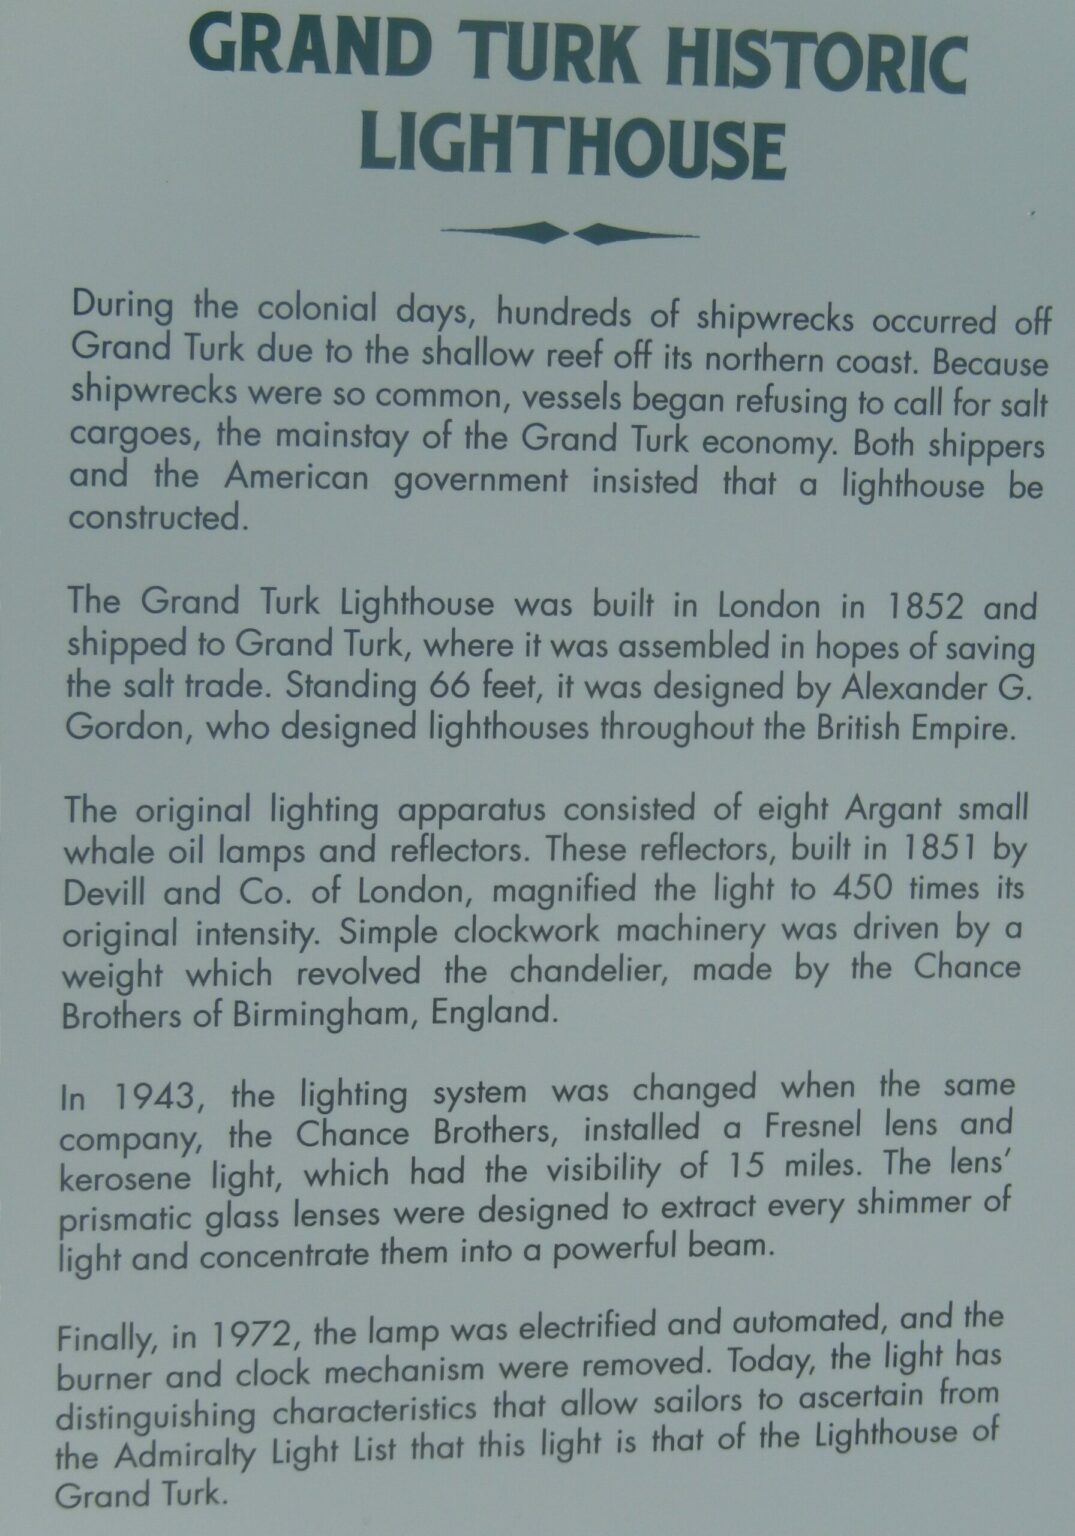 GRAND TURK HISTORIC
LIGHTHOUSE
During the colonial days, hundreds of shipwrecks occurred off
Grand Turk due to the shallow reef off its northern coast. Because
shipwrecks were so common, vessels began refusing to call for salt
cargoes, the mainstay of the Grand Turk economy. Both shippers
and the American government insisted that a lighthouse be
constructed.
The Grand Turk Lighthouse was built in London in 1852 and
shipped to Grand Turk, where it was assembled in hopes of saving
the salt trade. Standing 66 feet, it was designed by Alexander G.
Gordon, who designed lighthouses throughout the British Empire.
The original lighting apparatus consisted of eight Argant small
whale oil lamps and reflectors. These reflectors, built in 1851 by
Devill and Co. of London, magnified the light to 450 times its
original intensity. Simple clockwork machinery was driven by a
weight which revolved the chandelier, made by the Chance
Brothers of Birmingham, England.
In 1943, the lighting system was changed when the same
company, the Chance Brothers, installed a Fresnel lens and
kerosene light, which had the visibility of 15 miles. The lens'
prismatic glass lenses were designed to extract every shimmer of
light and concentrate them into a powerful beam.
Finally, in 1972, the lamp was electrified and automated, and the
burner and clock mechanism were removed. Today, the light has
distinguishing characteristics that allow sailors to ascertain from
the Admiralty Light List that this light is that of the Lighthouse of
Grand Turk.